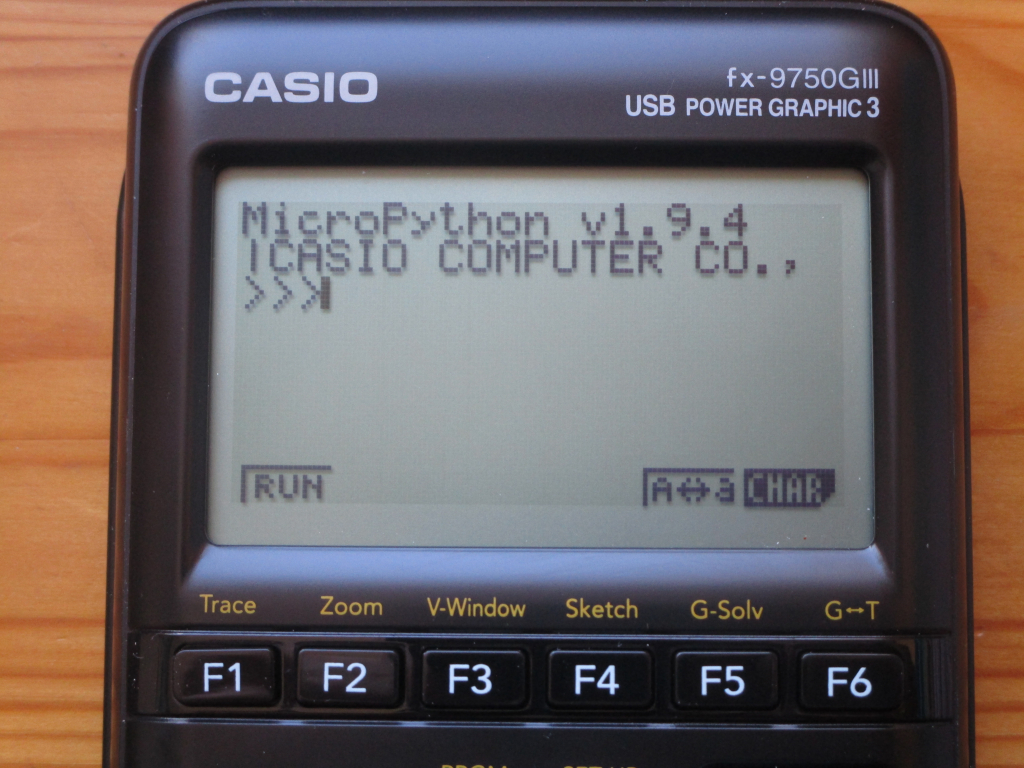 CASIO
fx-9750GIII
USB POWER GRAPHIC 3
MicroPython v1.9.4
|CASIO COMPUTER CO.,
>>>
RUN A↔a CHAR
Trace Zoom V-Window Sketch G-Solv G↔T
F1 F2 F3 F4 F5 F6